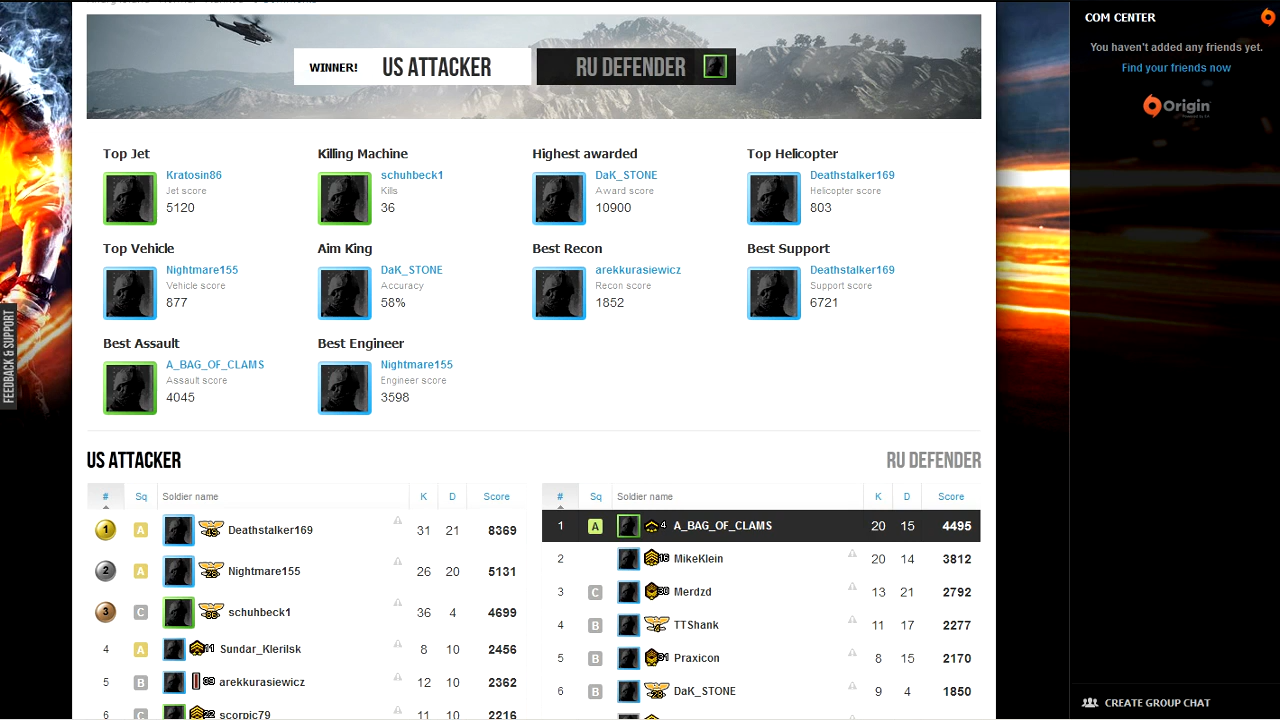 COM CENTER
You haven't added any friends yet.
Find your friends now
Origin
WINNER! US ATTACKER RU DEFENDER
Top Jet
Kratosin86
Jet score
5120
Killing Machine
schuhbeck1
Kills
36
Highest awarded
DaK_STONE
Award score
10900
Top Helicopter
Deathstalker169
Helicopter score
803
Top Vehicle
Nightmare155
Vehicle score
877
Aim King
DaK_STONE
Accuracy
58%
Best Recon
arekkurasiewicz
Recon score
1852
Best Support
Deathstalker169
Support score
6721
Best Assault
A_BAG_OF_CLAMS
Assault score
4045
Best Engineer
Nightmare155
Engineer score
3598
FEEDBACK & SUPPORT
US ATTACKER
# Sq Soldier name K D Score
1 A Deathstalker169 31 21 8369
2 A Nightmare155 26 20 5131
3 C schuhbeck1 36 4 4699
4 A Sundar_Klerilsk 8 10 2456
5 B arekkurasiewicz 12 10 2362
6 C scorpic79 11 10 2216
RU DEFENDER
# Sq Soldier name K D Score
1 A 4 A_BAG_OF_CLAMS 20 15 4495
2 MikeKlein 20 14 3812
3 C Merdzd 13 21 2792
4 B TTShank 11 17 2277
5 B Praxicon 8 15 2170
6 B DaK_STONE 9 4 1850
CREATE GROUP CHAT